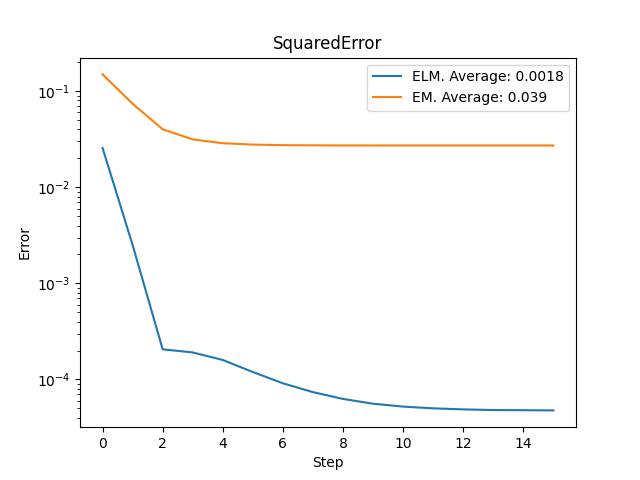 SquaredError
ELM. Average: 0.0018
EM. Average: 0.039
10⁻¹
10⁻²
10⁻³
10⁻⁴
Error
0 2 4 6 8 10 12 14
Step